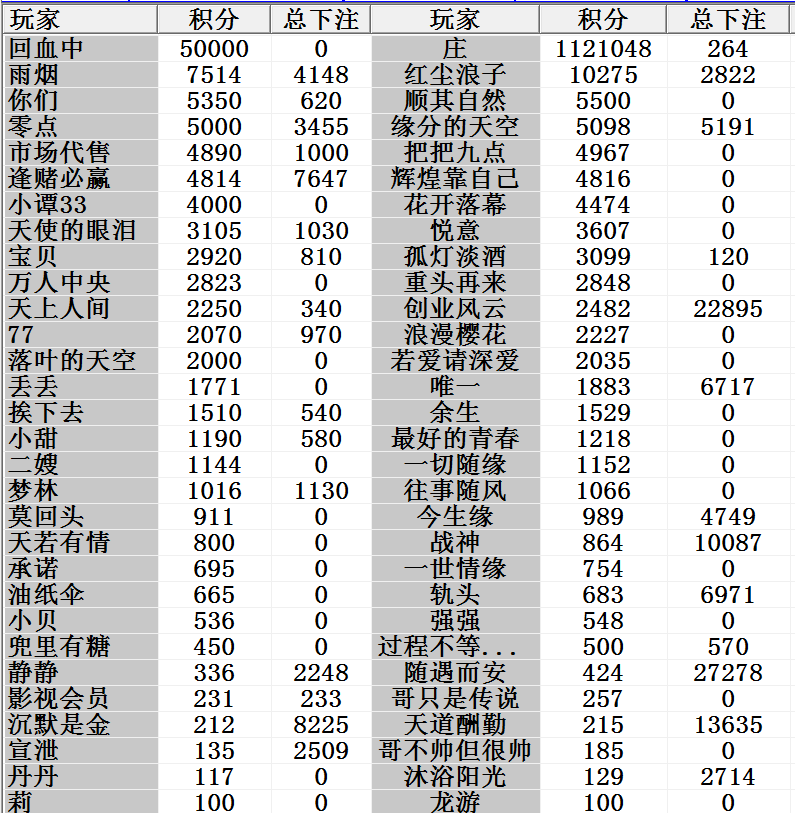 玩家 积分 总下注 玩家 积分 总下注
回血中 50000 0 庄 1121048 264
雨烟 7514 4148 红尘浪子 10275 2822
你们 5350 620 顺其自然 5500 0
零点 5000 3455 缘分的天空 5098 5191
市场代售 4890 1000 把把九点 4967 0
逢赌必赢 4814 7647 辉煌靠自己 4816 0
小谭33 4000 0 花开落幕 4474 0
天使的眼泪 3105 1030 悦意 3607 0
宝贝 2920 810 孤灯淡酒 3099 120
万人中央 2823 0 重头再来 2848 0
天上人间 2250 340 创业风云 2482 22895
77 2070 970 浪漫樱花 2227 0
落叶的天空 2000 0 若爱请深爱 2035 0
丢丢 1771 0 唯一 1883 6717
挨下去 1510 540 余生 1529 0
小甜 1190 580 最好的青春 1218 0
二嫂 1144 0 一切随缘 1152 0
梦林 1016 1130 往事随风 1066 0
莫回头 911 0 今生缘 989 4749
天若有情 800 0 战神 864 10087
承诺 695 0 一世情缘 754 0
油纸伞 665 0 轨头 683 6971
小贝 536 0 强强 548 0
兜里有糖 450 0 过程不等... 500 570
静静 336 2248 随遇而安 424 27278
影视会员 231 233 哥只是传说 257 0
沉默是金 212 8225 天道酬勤 215 13635
宣泄 135 2509 哥不帅但很帅 185 0
丹丹 117 0 沐浴阳光 129 2714
莉 100 0 龙游 100 0